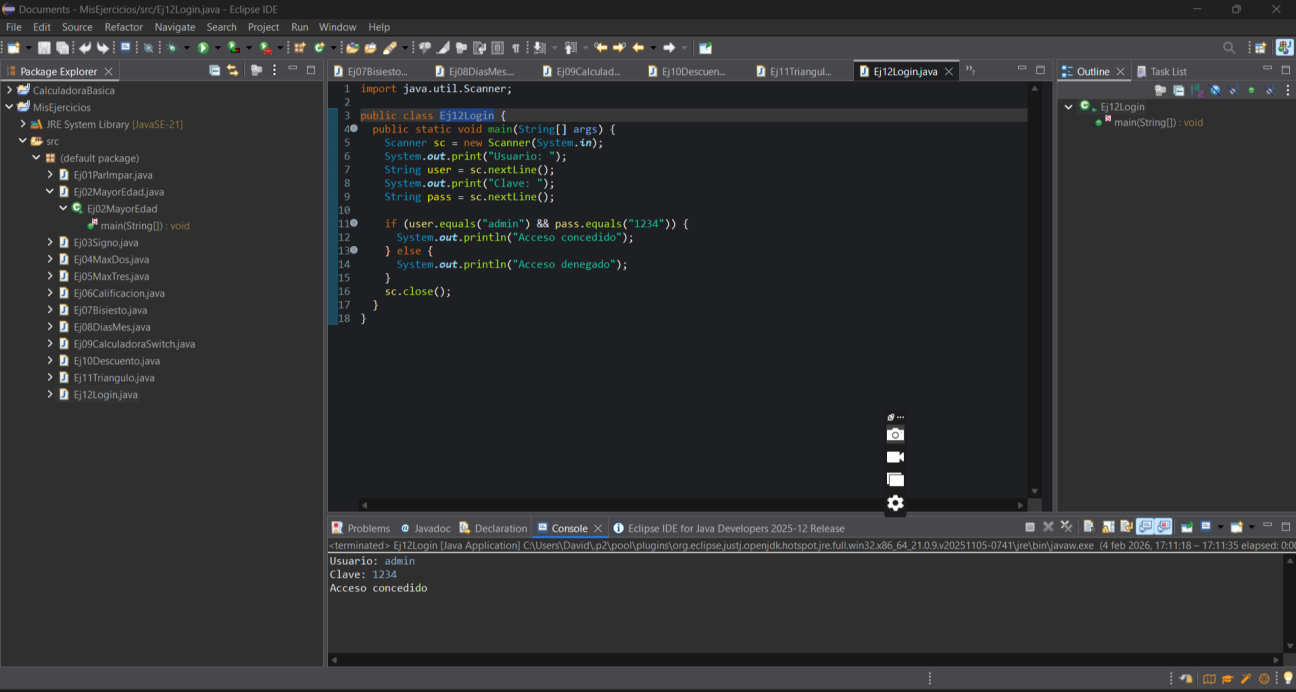 Documents - MisEjercicios/src/Ej12Login.java - Eclipse IDE
File Edit Source Refactor Navigate Search Project Run Window Help
Package Explorer
CalculadoraBasica
MisEjercicios
JRE System Library [JavaSE-21]
src
(default package)
Ej01ParImpar.java
Ej02MayorEdad.java
Ej02MayorEdad
main(String[]) : void
Ej03Signo.java
Ej04MaxDos.java
Ej05MaxTres.java
Ej06Calificacion.java
Ej07Bisiesto.java
Ej08DiasMes.java
Ej09CalculadoraSwitch.java
Ej10Descuento.java
Ej11Triangulo.java
Ej12Login.java
Ej07Bisiesto... Ej08DiasMes.... Ej09Calculad... Ej10Descuen... Ej11Triangul... Ej12Login.java
1 import java.util.Scanner;
2
3 public class Ej12Login {
4 public static void main(String[] args) {
5 Scanner sc = new Scanner(System.in);
6 System.out.print("Usuario: ");
7 String user = sc.nextLine();
8 System.out.print("Clave: ");
9 String pass = sc.nextLine();
10
11 if (user.equals("admin") && pass.equals("1234")) {
12 System.out.println("Acceso concedido");
13 } else {
14 System.out.println("Acceso denegado");
15 }
16 sc.close();
17 }
18 }
Outline Task List
Ej12Login
main(String[]) : void
Problems Javadoc Declaration Console Eclipse IDE for Java Developers 2025-12 Release
<terminated> Ej12Login [Java Application] C:\Users\David\.p2\pool\plugins\org.eclipse.justj.openjdk.hotspot.jre.full.win32.x86_64_21.0.9.v20251105-0741\jre\bin\javaw.exe (4 feb 2026, 17:11:18 – 17:11:35 elapsed: 0:00
Usuario: admin
Clave: 1234
Acceso concedido